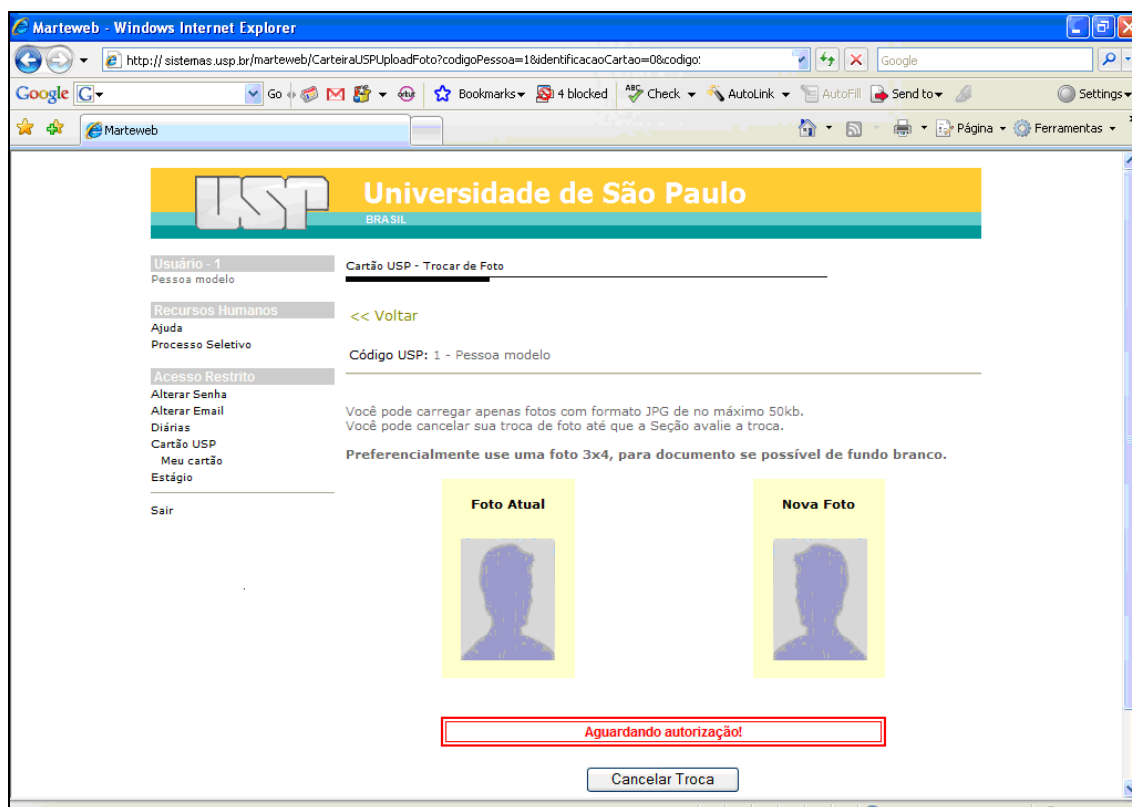 Marteweb - Windows Internet Explorer
http://sistemas.usp.br/marteweb/CarteiraUSPUploadFoto?codigoPessoa=1&identificacaoCartao=0&codigo:
Google
Google G Go Bookmarks 4 blocked ABC Check AutoLink AutoFill Send to Settings
Marteweb Página Ferramentas
USP
Universidade de São Paulo
BRASIL
Usuário - 1
Pessoa modelo
Recursos Humanos
Ajuda
Processo Seletivo
Acesso Restrito
Alterar Senha
Alterar Email
Diárias
Cartão USP
Meu cartão
Estágio
Sair
Cartão USP - Trocar de Foto
<< Voltar
Código USP: 1 - Pessoa modelo
Você pode carregar apenas fotos com formato JPG de no máximo 50kb.
Você pode cancelar sua troca de foto até que a Seção avalie a troca.
Preferencialmente use uma foto 3x4, para documento se possível de fundo branco.
Foto Atual
Nova Foto
Aguardando autorização!
Cancelar Troca